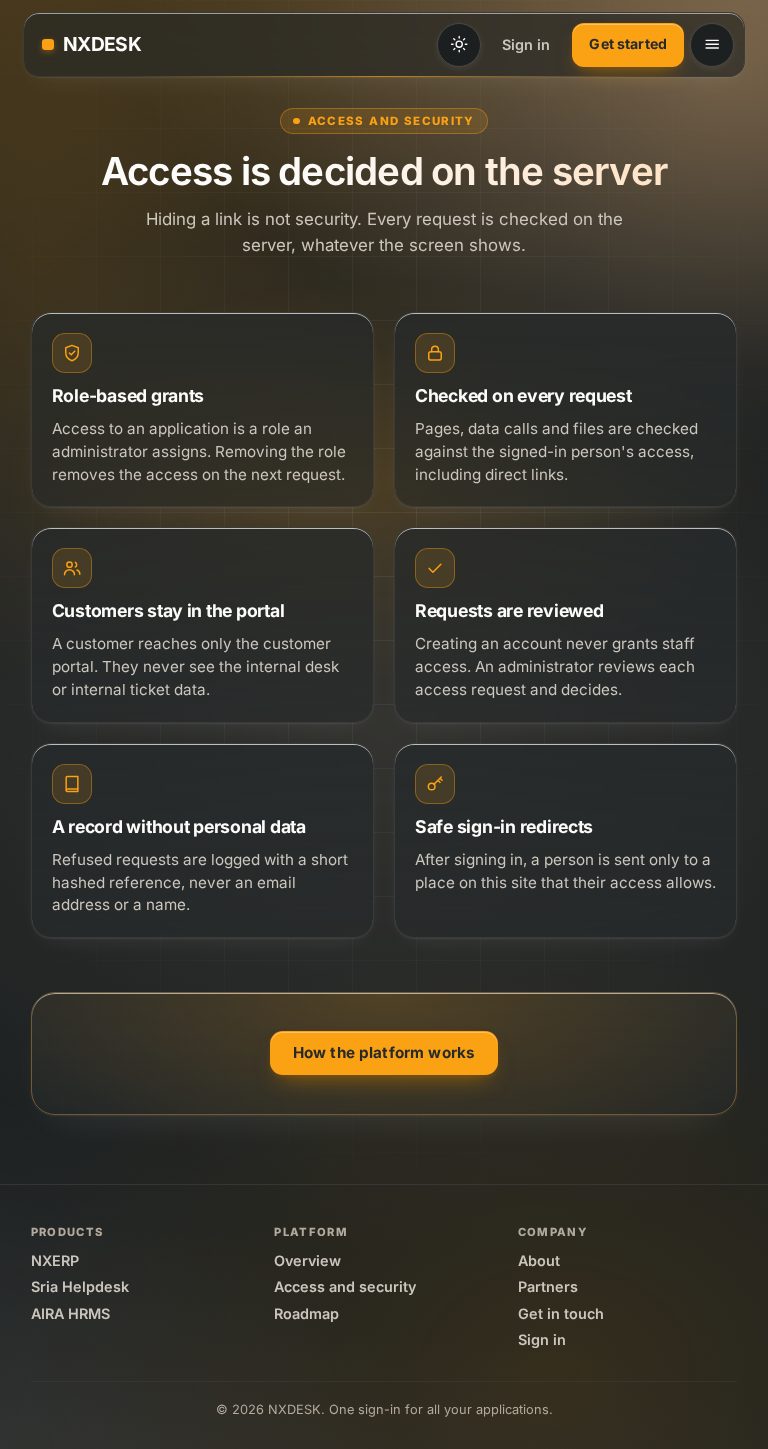 NXDESK
Sign in
Get started
ACCESS AND SECURITY
Access is decided on the server
Hiding a link is not security. Every request is checked on the
server, whatever the screen shows.
Role-based grants
Access to an application is a role an
administrator assigns. Removing the role
removes the access on the next request.
Checked on every request
Pages, data calls and files are checked
against the signed-in person's access,
including direct links.
Customers stay in the portal
A customer reaches only the customer
portal. They never see the internal desk
or internal ticket data.
Requests are reviewed
Creating an account never grants staff
access. An administrator reviews each
access request and decides.
A record without personal data
Refused requests are logged with a short
hashed reference, never an email
address or a name.
Safe sign-in redirects
After signing in, a person is sent only to a
place on this site that their access allows.
How the platform works
PRODUCTS
NXERP
Sria Helpdesk
AIRA HRMS
PLATFORM
Overview
Access and security
Roadmap
COMPANY
About
Partners
Get in touch
Sign in
© 2026 NXDESK. One sign-in for all your applications.